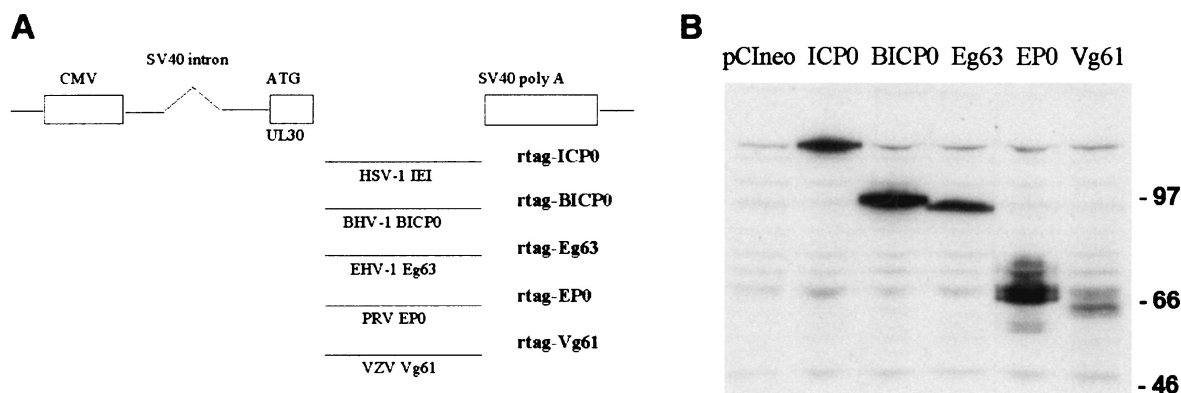 A
SV40 intron
CMV
ATG
SV40 poly A
UL30
rtag-ICP0
HSV-1 IEI
rtag-BICP0
BHV-1 BICP0
rtag-Eg63
EHV-1 Eg63
rtag-EP0
PRV EP0
rtag-Vg61
VZV Vg61
B
pCIneo ICP0 BICP0 Eg63 EP0 Vg61
- 97
- 66
- 46